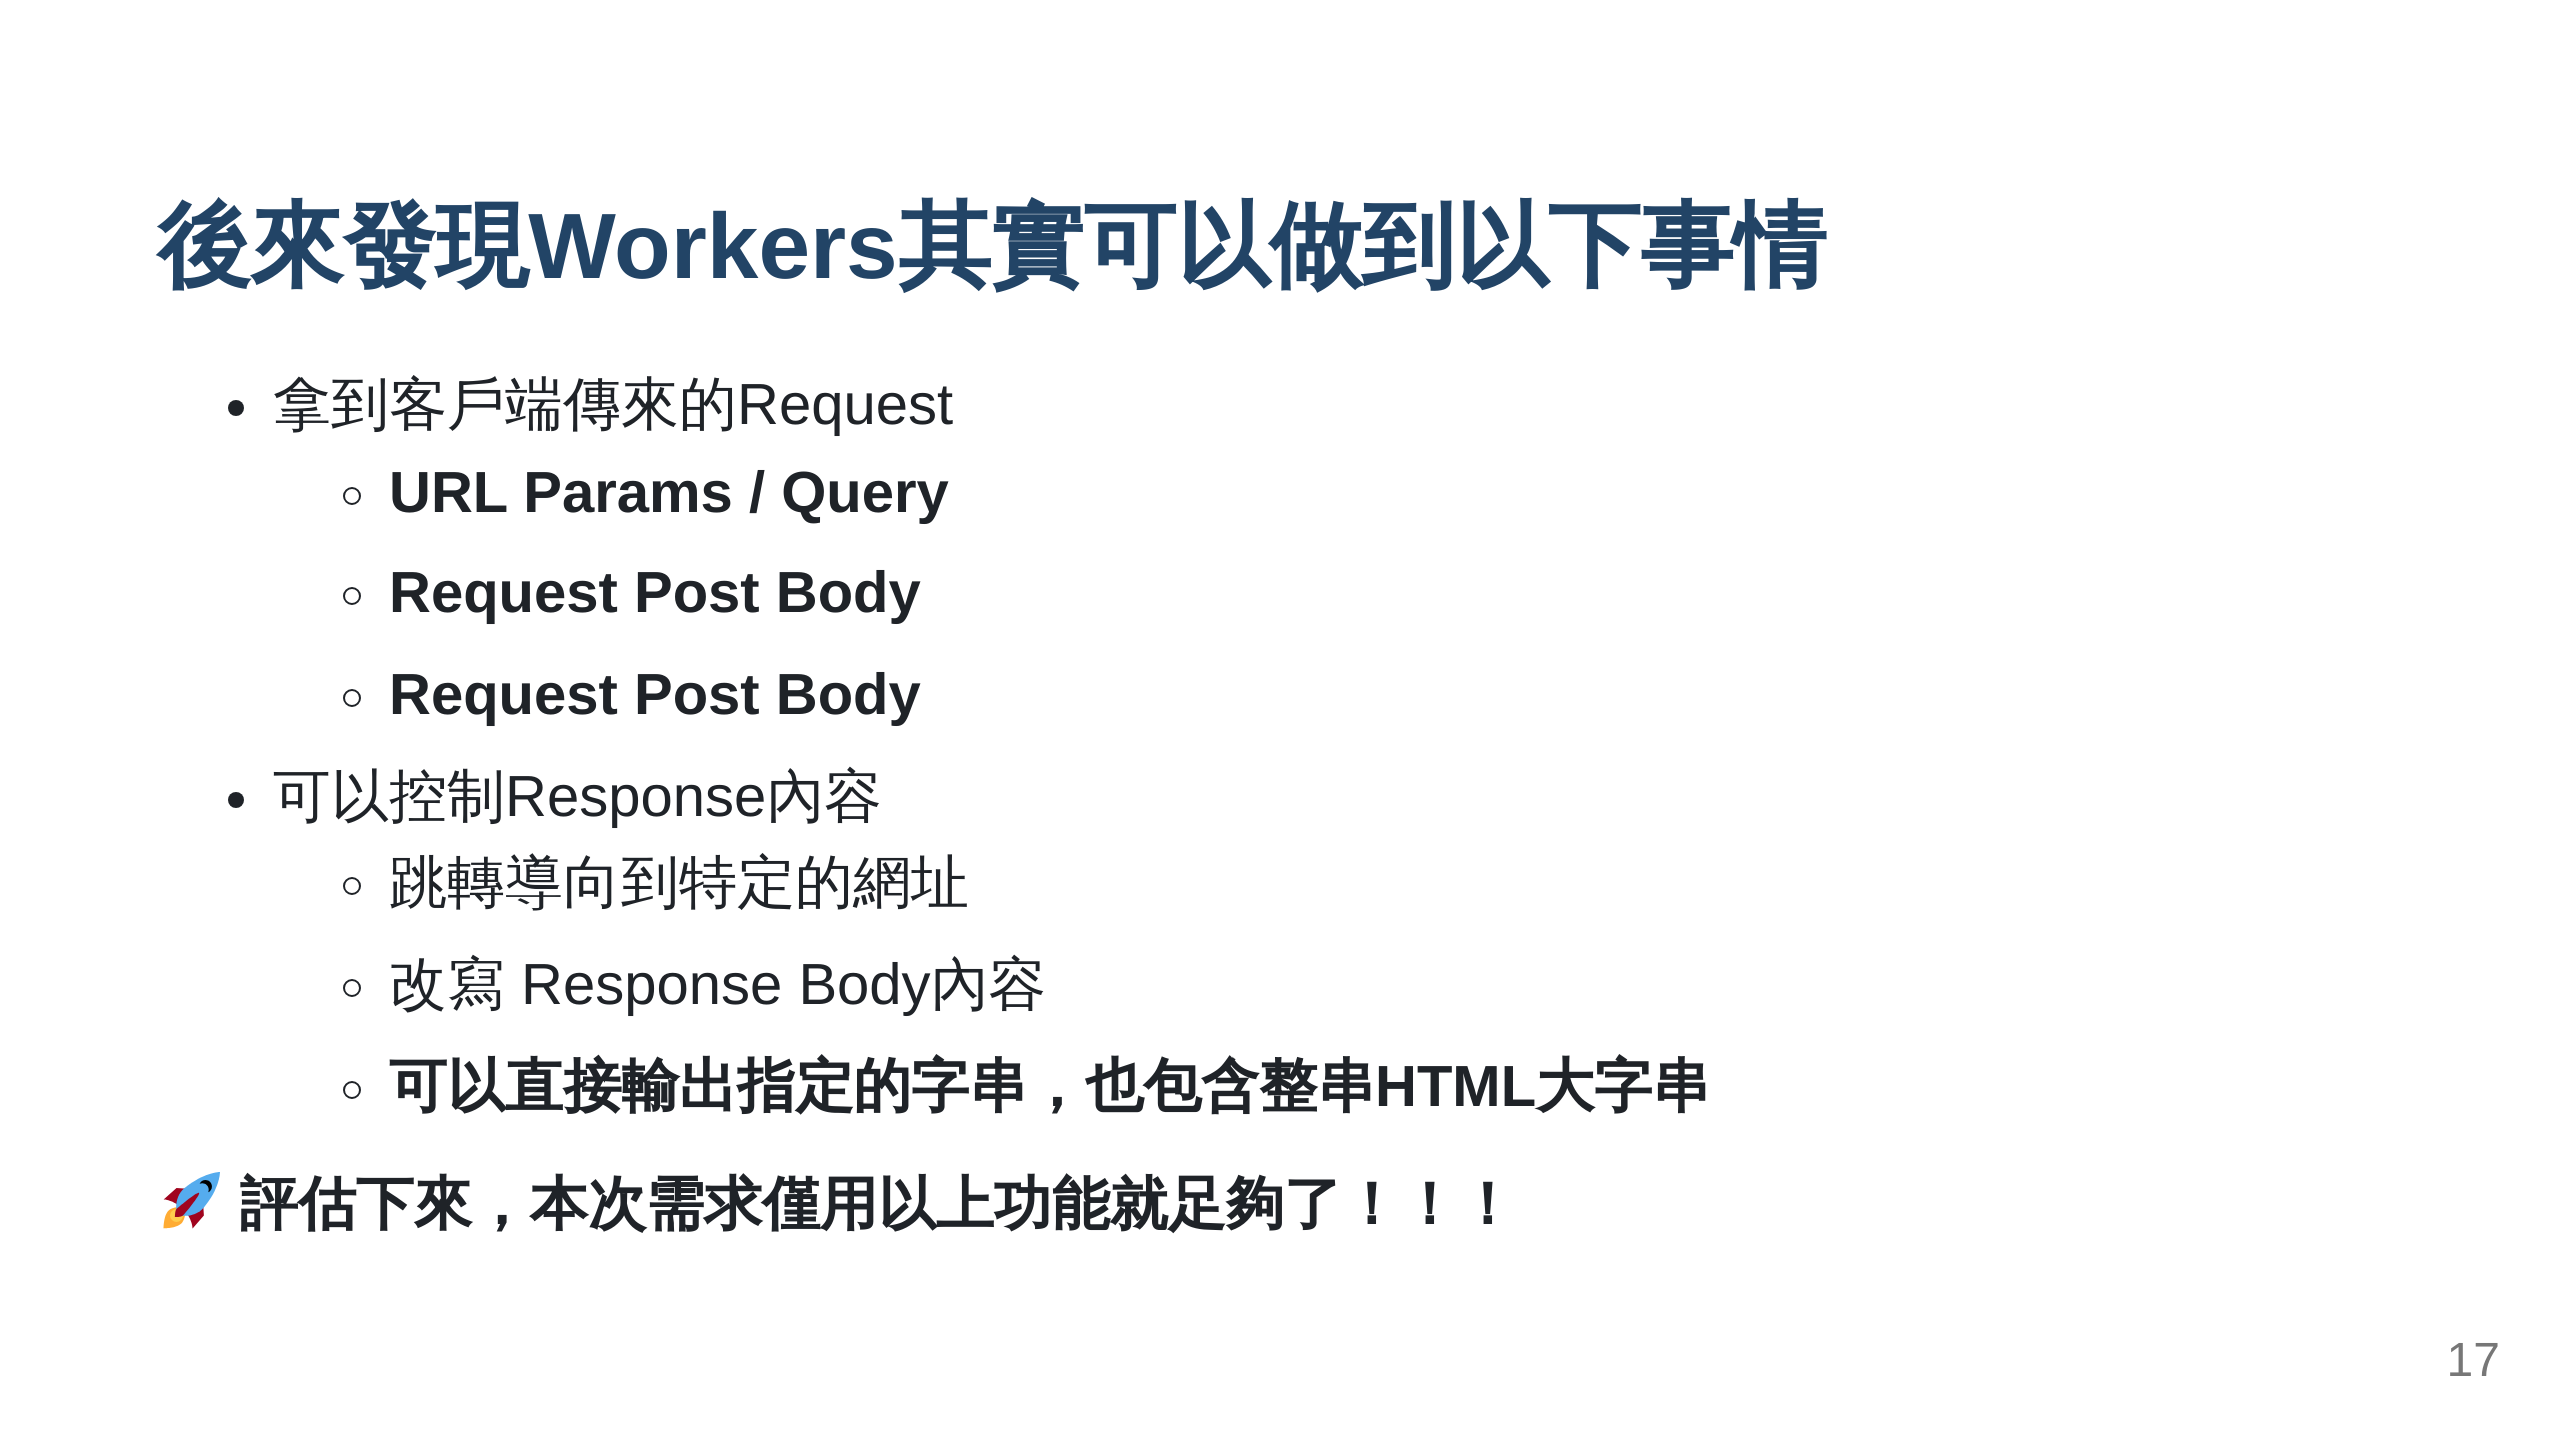 後來發現Workers其實可以做到以下事情
拿到客戶端傳來的Request
URL Params / Query
Request Post Body
Request Post Body
可以控制Response內容
跳轉導向到特定的網址
改寫 Response Body內容
可以直接輸出指定的字串，也包含整串HTML大字串
🚀 評估下來，本次需求僅用以上功能就足夠了！！！
17